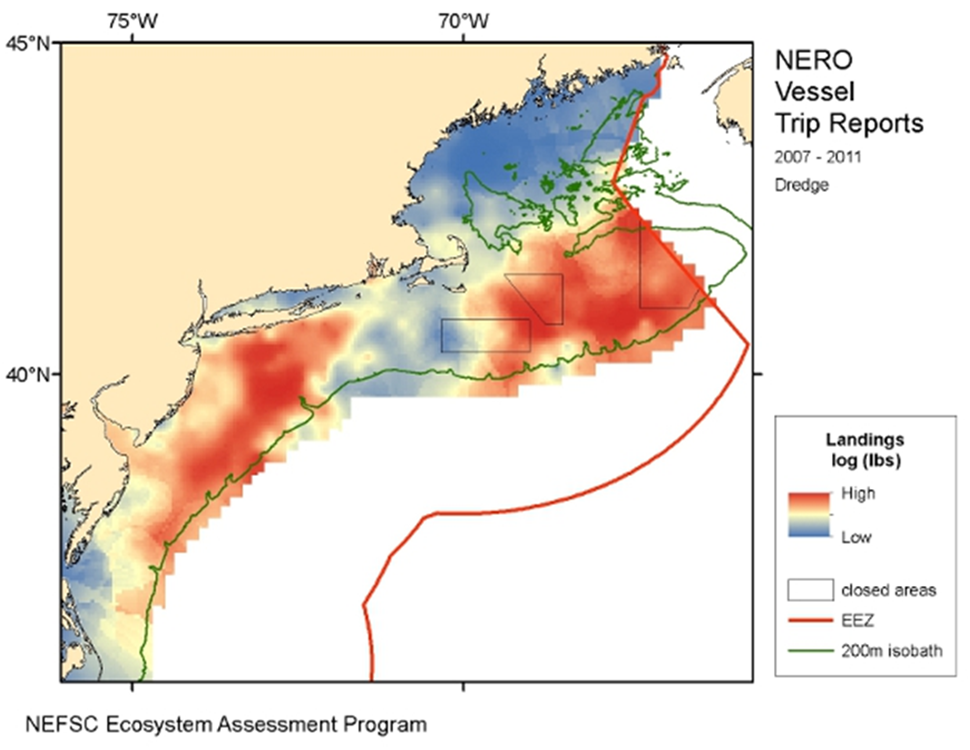 75°W 70°W
45°N
40°N
NERO
Vessel
Trip Reports
2007 - 2011
Dredge
Landings
log (lbs)
High
Low
closed areas
EEZ
200m isobath
NEFSC Ecosystem Assessment Program